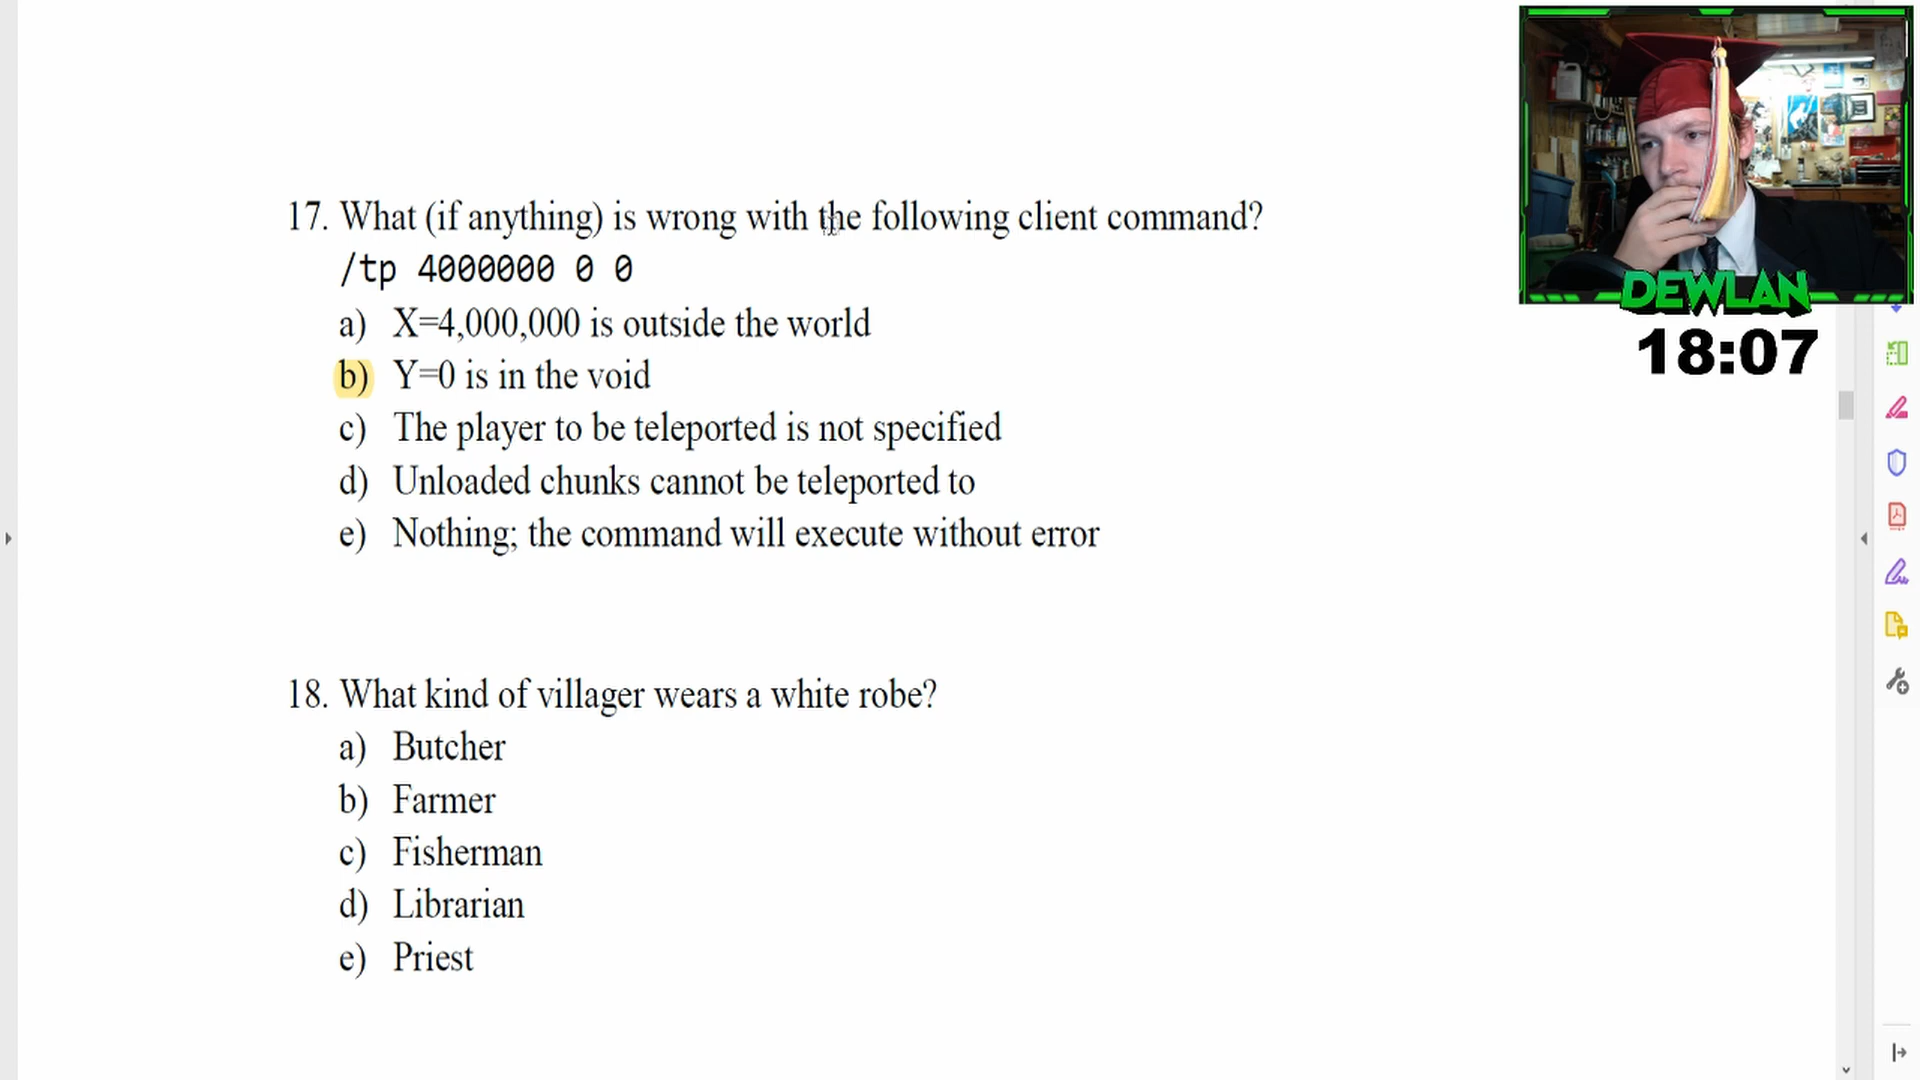 17. What (if anything) is wrong with the following client command?
/tp 4000000 0 0
a) X=4,000,000 is outside the world
b) Y=0 is in the void
c) The player to be teleported is not specified
d) Unloaded chunks cannot be teleported to
e) Nothing; the command will execute without error
18. What kind of villager wears a white robe?
a) Butcher
b) Farmer
c) Fisherman
d) Librarian
e) Priest
DEWLAN
18:07